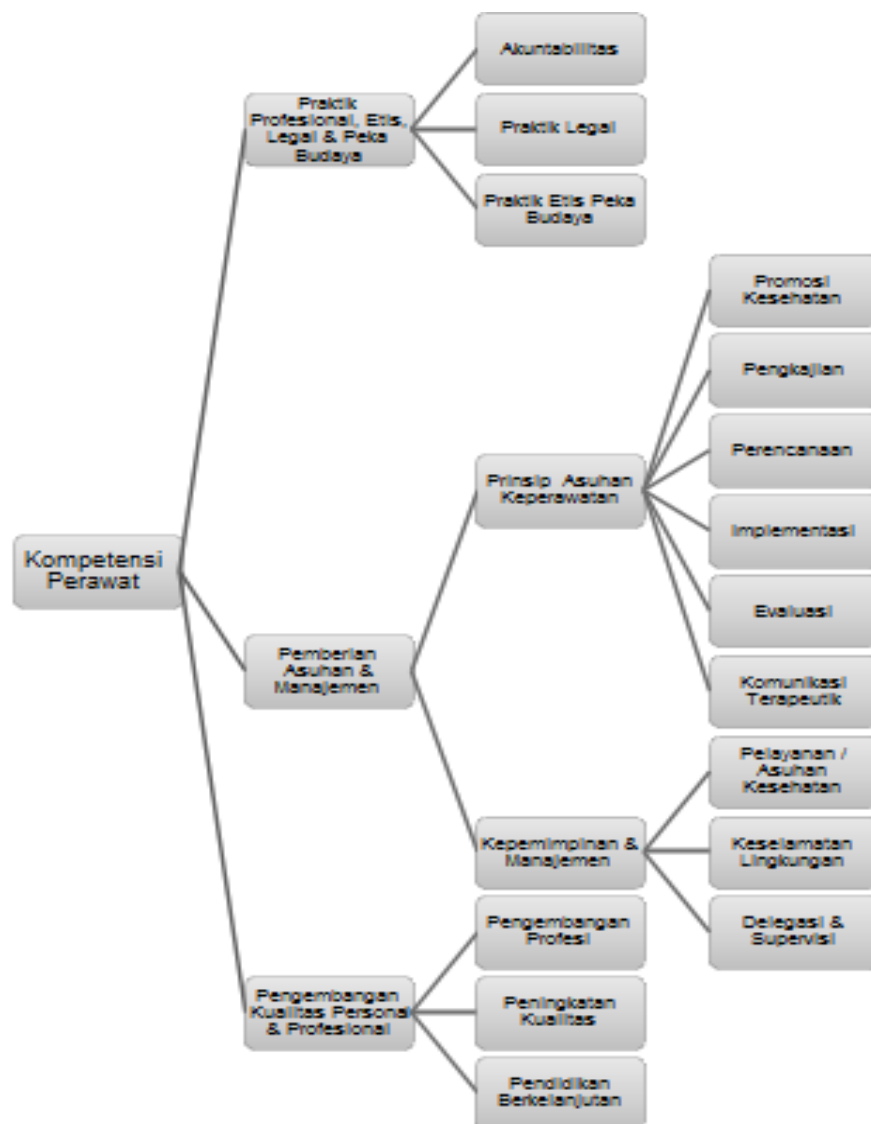 Kompetensi
Perawat
Praktik
Profesional, Etis,
Legal & Peka
Budaya
Akuntabilitas
Praktik Legal
Praktik Etis Peka
Budaya
Pemberian
Asuhan &
Manajemen
Prinsip Asuhan
Keperawatan
Promosi
Kesehatan
Pengkajian
Perencanaan
Implementasi
Evaluasi
Komunikasi
Terapeutik
Kepemimpinan &
Manajemen
Pelayanan /
Asuhan
Kesehatan
Keselamatan
Lingkungan
Delegasi &
Supervisi
Pengembangan
Kualitas Personal
& Profesional
Pengembangan
Profesi
Peningkatan
Kualitas
Pendidikan
Berkelanjutan